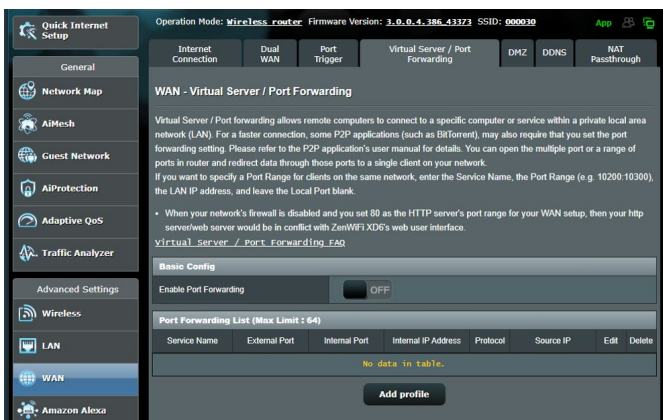 Quick Internet
Setup
General
Network Map
AiMesh
Guest Network
AiProtection
Adaptive QoS
Traffic Analyzer
Advanced Settings
Wireless
LAN
WAN
Amazon Alexa
Operation Mode: Wireless router Firmware Version: 3.0.0.4.386_43373 SSID: 000030
App
Internet
Connection
Dual
WAN
Port
Trigger
Virtual Server / Port
Forwarding
DMZ
DDNS
NAT
Passthrough
WAN - Virtual Server / Port Forwarding
Virtual Server / Port forwarding allows remote computers to connect to a specific computer or service within a private local area
network (LAN). For a faster connection, some P2P applications (such as BitTorrent), may also require that you set the port
forwarding setting. Please refer to the P2P application's user manual for details. You can open the multiple port or a range of
ports in router and redirect data through those ports to a single client on your network.
If you want to specify a Port Range for clients on the same network, enter the Service Name, the Port Range (e.g. 10200:10300),
the LAN IP address, and leave the Local Port blank.
• When your network's firewall is disabled and you set 80 as the HTTP server's port range for your WAN setup, then your http
server/web server would be in conflict with ZenWiFi XD6's web user interface.
Virtual Server / Port Forwarding FAQ
Basic Config
Enable Port Forwarding
OFF
Port Forwarding List (Max Limit : 64)
Service Name External Port Internal Port Internal IP Address Protocol Source IP Edit Delete
No data in table.
Add profile